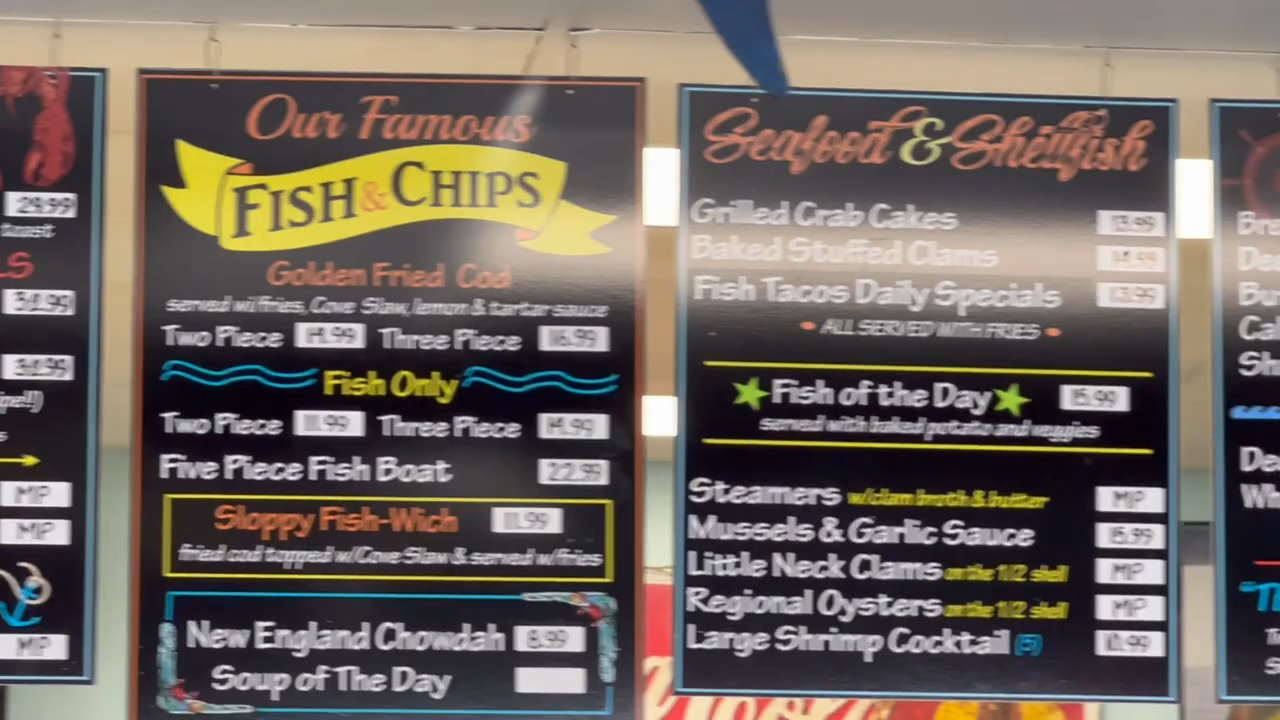 29.99
toast
LS
31.99
31.99
MP
MP
MP
Our Famous
FISH & CHIPS
Golden Fried Cod
served w/fries, Cove Slaw, lemon & tartar sauce
Two Piece 14.99 Three Piece 16.99
Fish Only
Two Piece 11.99 Three Piece 14.99
Five Piece Fish Boat 22.99
Sloppy Fish-Wich 11.99
fried cod topped w/Cove Slaw & served w/fries
New England Chowdah 8.99
Soup of The Day
Seafood & Shellfish
Grilled Crab Cakes 13.99
Baked Stuffed Clams
Fish Tacos Daily Specials 13.99
ALL SERVED WITH FRIES
Fish of the Day 15.99
served with baked potato and veggies
Steamers w/clam broth & butter MP
Mussels & Garlic Sauce 15.99
Little Neck Clams on the 1/2 shell MP
Regional Oysters on the 1/2 shell MP
Large Shrimp Cocktail (5) 10.99